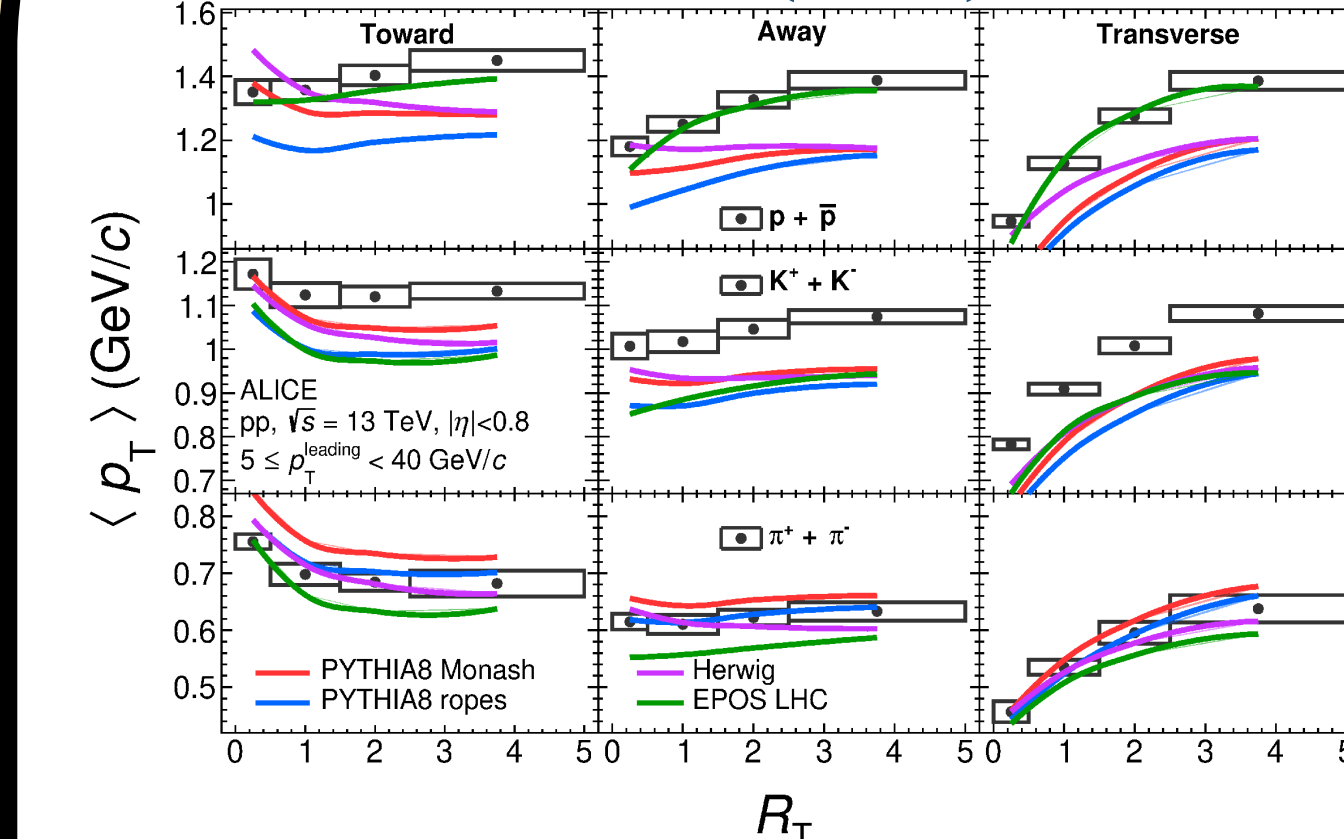 Toward
Away
Transverse
1.6
1.4
1.2
1
p + p̅
⟨ p_T ⟩ (GeV/c)
1.2
1.1
1
0.9
0.8
0.7
K⁺ + K⁻
ALICE
pp, √s = 13 TeV, |η|<0.8
5 ≤ p_T^leading < 40 GeV/c
0.8
0.7
0.6
0.5
π⁺ + π⁻
PYTHIA8 Monash
PYTHIA8 ropes
Herwig
EPOS LHC
0 1 2 3 4 5 0 1 2 3 4 5 0 1 2 3 4
R_T